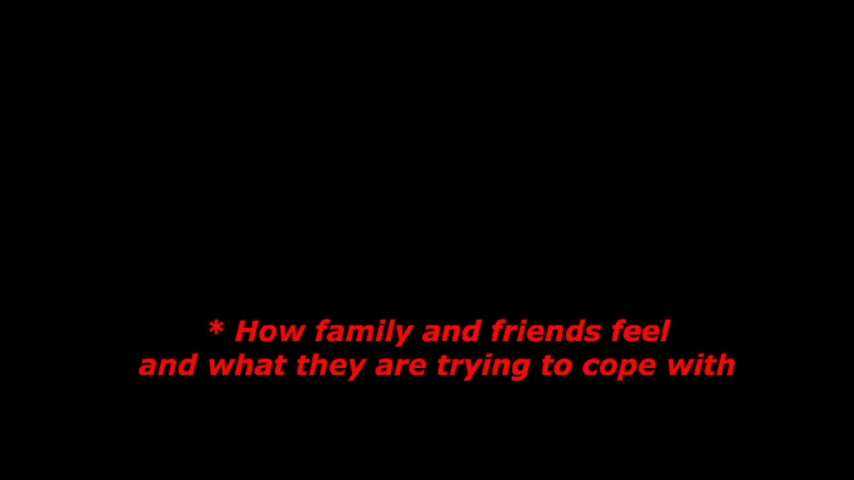 * How family and friends feel
and what they are trying to cope with